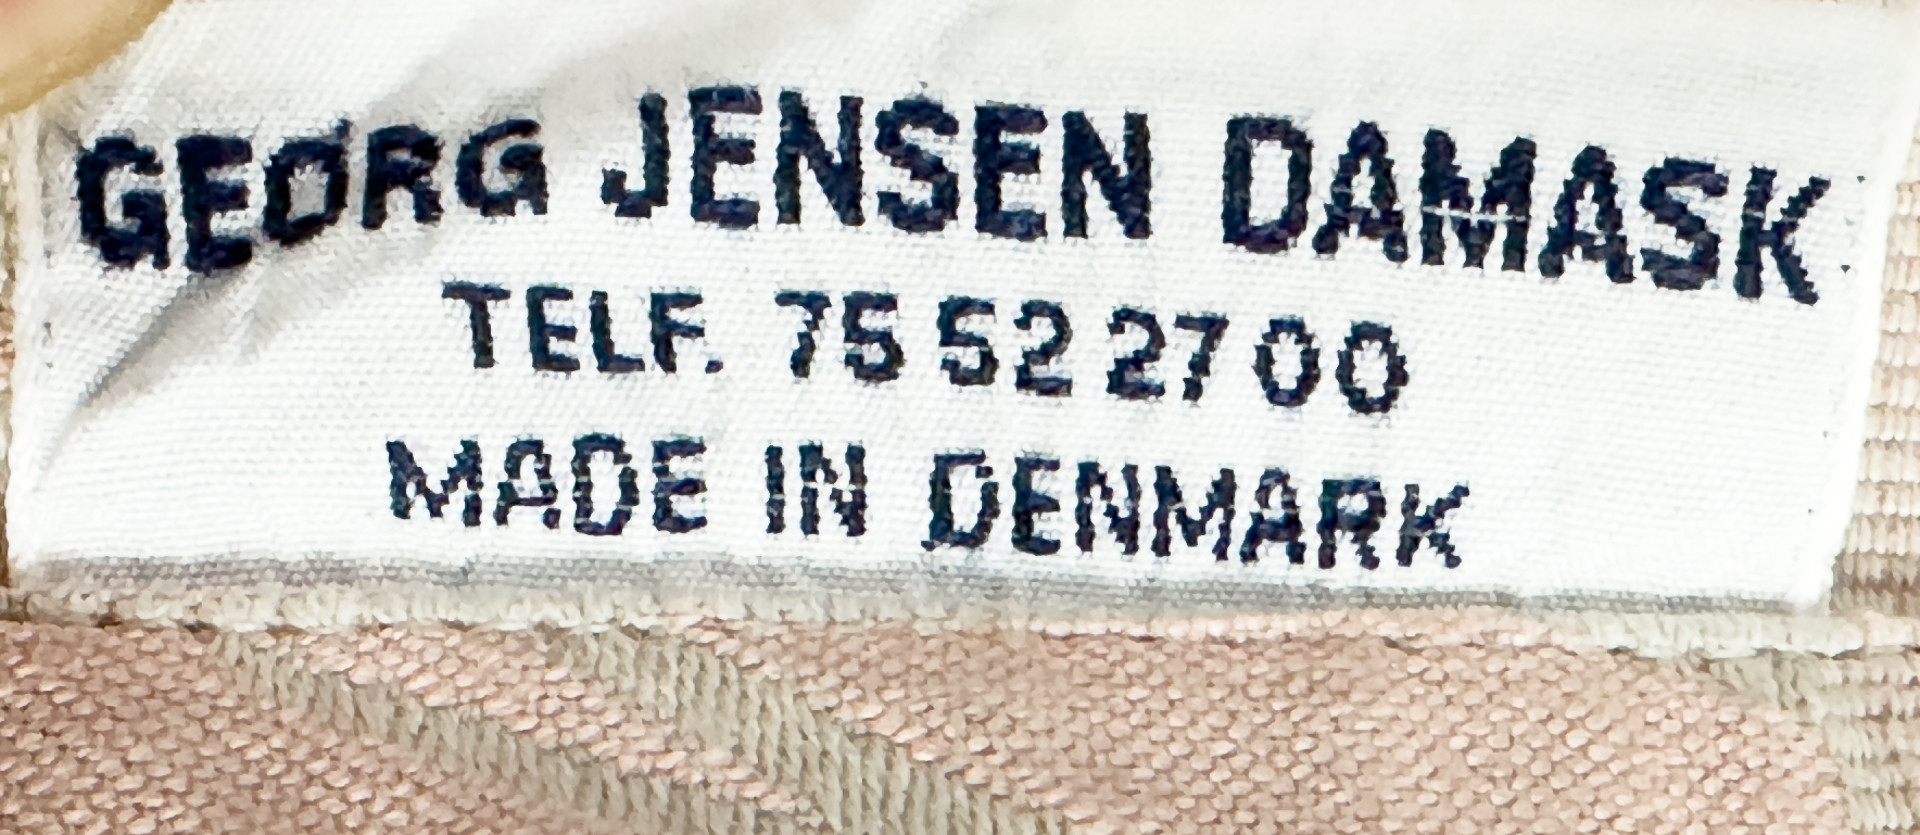 GEORG JENSEN DAMASK
TELF. 75 52 27 00
MADE IN DENMARK